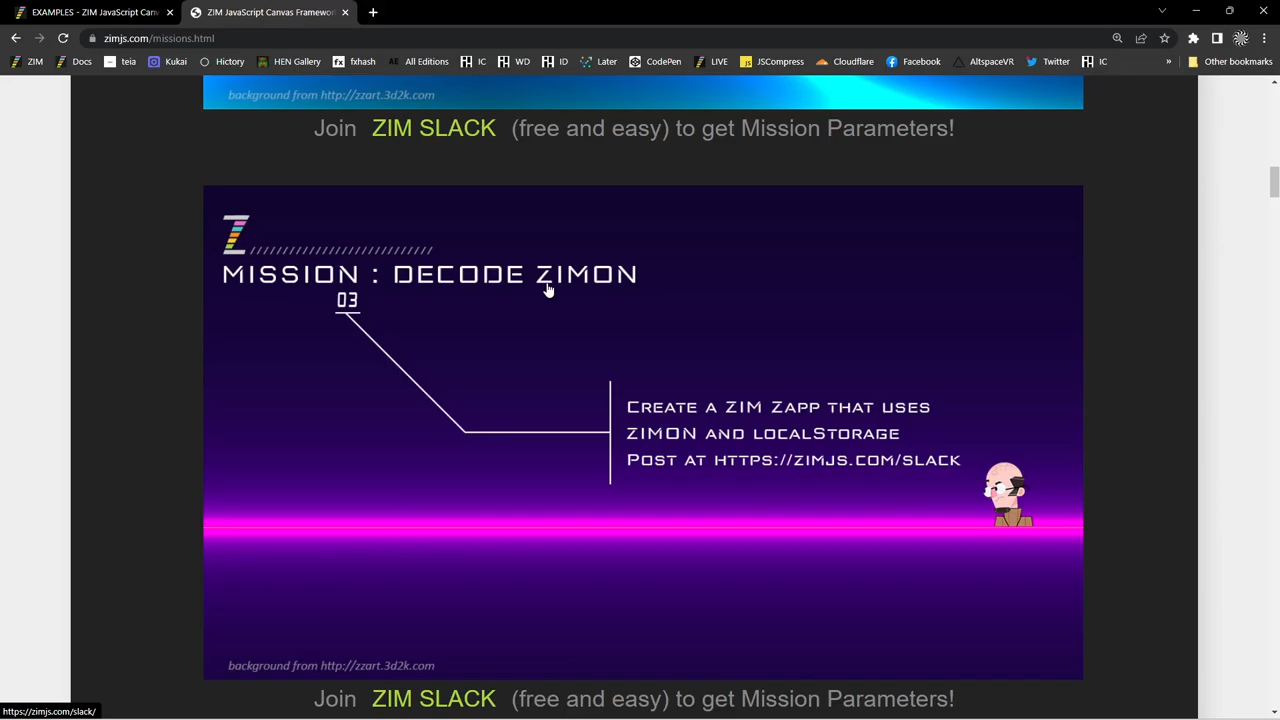 EXAMPLES - ZIM JavaScript Canv
ZIM JavaScript Canvas Framewor
zimjs.com/missions.html
ZIM
Docs
teia
Kukai
Hictory
HEN Gallery
fxhash
All Editions
IC
WD
ID
Later
CodePen
LIVE
JSCompress
Cloudflare
Facebook
AltspaceVR
Twitter
IC
»
Other bookmarks
background from http://zzart.3d2k.com
Join ZIM SLACK (free and easy) to get Mission Parameters!
Z ////////////////////////////
MISSION : DECODE ZIMON
03
CREATE A ZIM ZAPP THAT USES
ZIMON AND LOCALSTORAGE
POST AT HTTPS://ZIMJS.COM/SLACK
background from http://zzart.3d2k.com
Join ZIM SLACK (free and easy) to get Mission Parameters!
https://zimjs.com/slack/